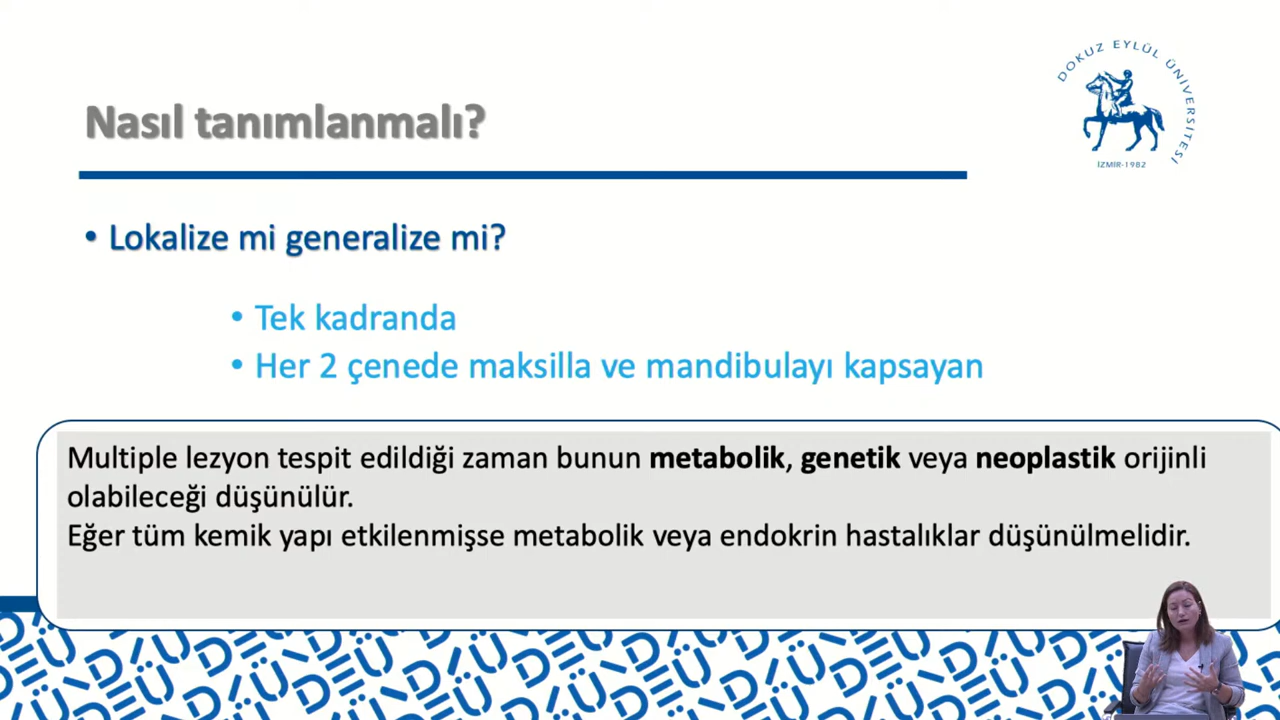 DOKUZ EYLÜL ÜNİVERSİTESİ
İZMİR-1982
Nasıl tanımlanmalı?
• Lokalize mi generalize mi?
• Tek kadranda
• Her 2 çenede maksilla ve mandibulayı kapsayan
Multiple lezyon tespit edildiği zaman bunun metabolik, genetik veya neoplastik orijinli
olabileceği düşünülür.
Eğer tüm kemik yapı etkilenmişse metabolik veya endokrin hastalıklar düşünülmelidir.